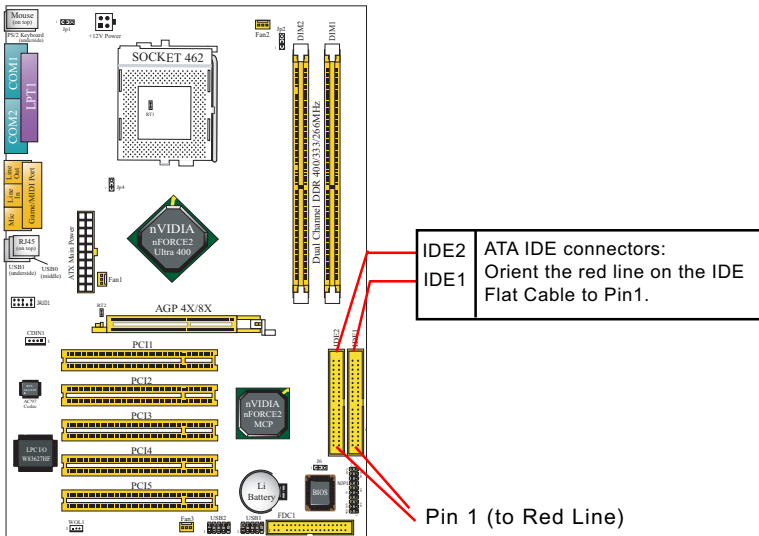 Mouse
(on top)
PS/2 Keyboard
(underside)
Jp1
+12V Power
Fan2
Jp2
DIM2
DIM1
COM1
LPT1
COM2
SOCKET 462
RT3
Dual Channel DDR 400/333/266MHz
Line Out
Line In
Mic
Game/MIDI Port
Jp4
nVIDIA
nFORCE2
Ultra 400
RJ45
(on top)
USB1
(underside)
USB0
(middle)
ATX Main Power
Fan1
IDE2
IDE1
ATA IDE connectors:
Orient the red line on the IDE
Flat Cable to Pin1.
JAUD1
RT2
AGP 4X/8X
CDIN1
IDE2
IDE1
PCI1
PCI2
AC'97
Codec
nVIDIA
nFORCE2
MCP
PCI3
LPC I/O
W83627HF
PCI4
J6
PCI5
Li
Battery
BIOS
WOL1
Fan3
USB2
USB1
FDC1
Pin 1 (to Red Line)